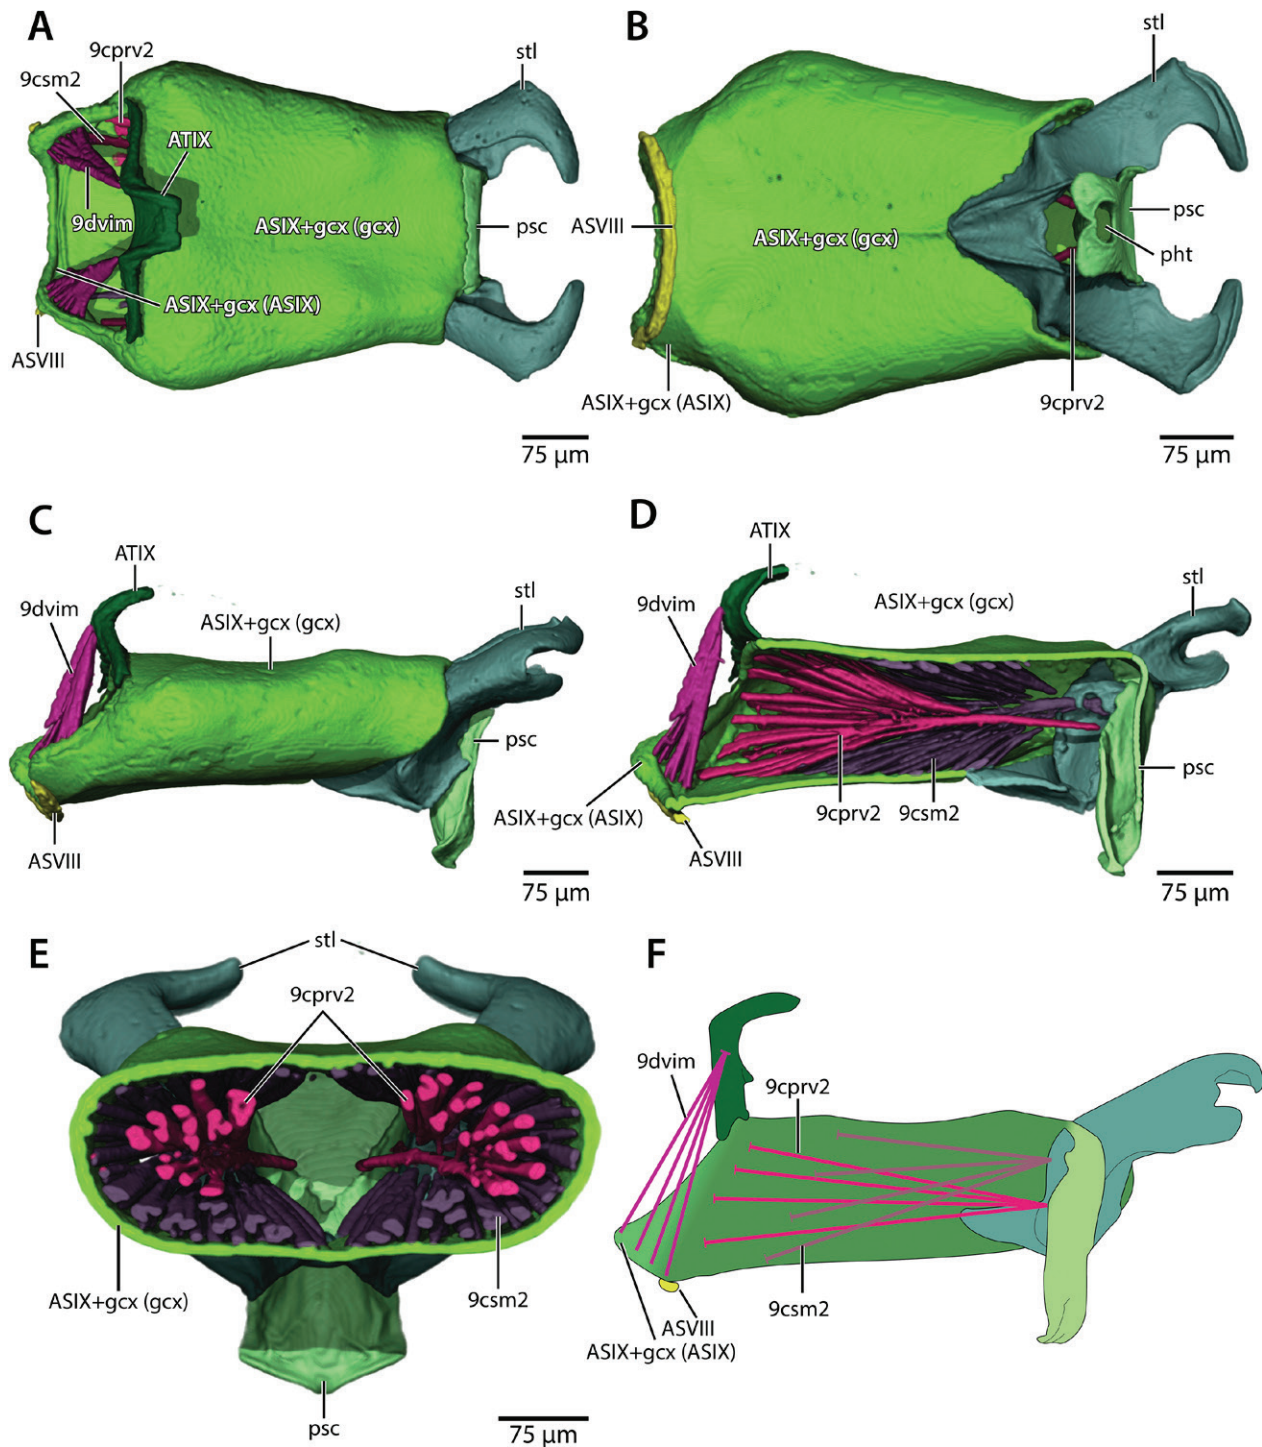 A
9cprv2
9csm2
stl
ATIX
9dvim
ASIX+gcx (gcx)
psc
ASIX+gcx (ASIX)
ASVIII
75 µm
B
stl
ASVIII
ASIX+gcx (gcx)
psc
pht
ASIX+gcx (ASIX)
9cprv2
75 µm
C
ATIX
9dvim
ASIX+gcx (gcx)
stl
psc
ASVIII
75 µm
D
ATIX
9dvim
ASIX+gcx (gcx)
stl
psc
9cprv2
9csm2
ASIX+gcx (ASIX)
ASVIII
75 µm
E
stl
9cprv2
ASIX+gcx (gcx)
9csm2
psc
75 µm
F
9dvim
9cprv2
9csm2
ASVIII
ASIX+gcx (ASIX)